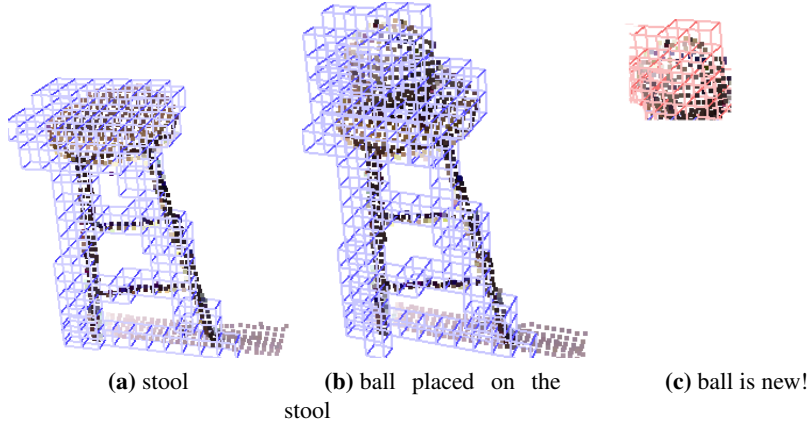 (a) stool
(b) ball placed on the
stool
(c) ball is new!